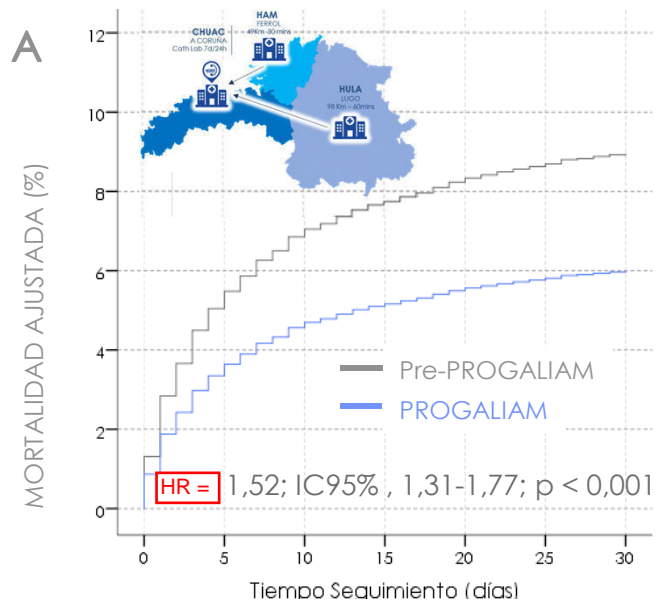 A
MORTALIDAD AJUSTADA (%)
12
10
8
6
4
2
0
CHUAC
A CORUÑA
Cath Lab 7d/24h
HAM
FERROL
49Km-30mins
HULA
LUGO
98 Km – 60mins
Pre-PROGALIAM
PROGALIAM
HR = 1,52; IC95% , 1,31-1,77; p < 0,001
0 5 10 15 20 25 30
Tiempo Seguimiento (días)